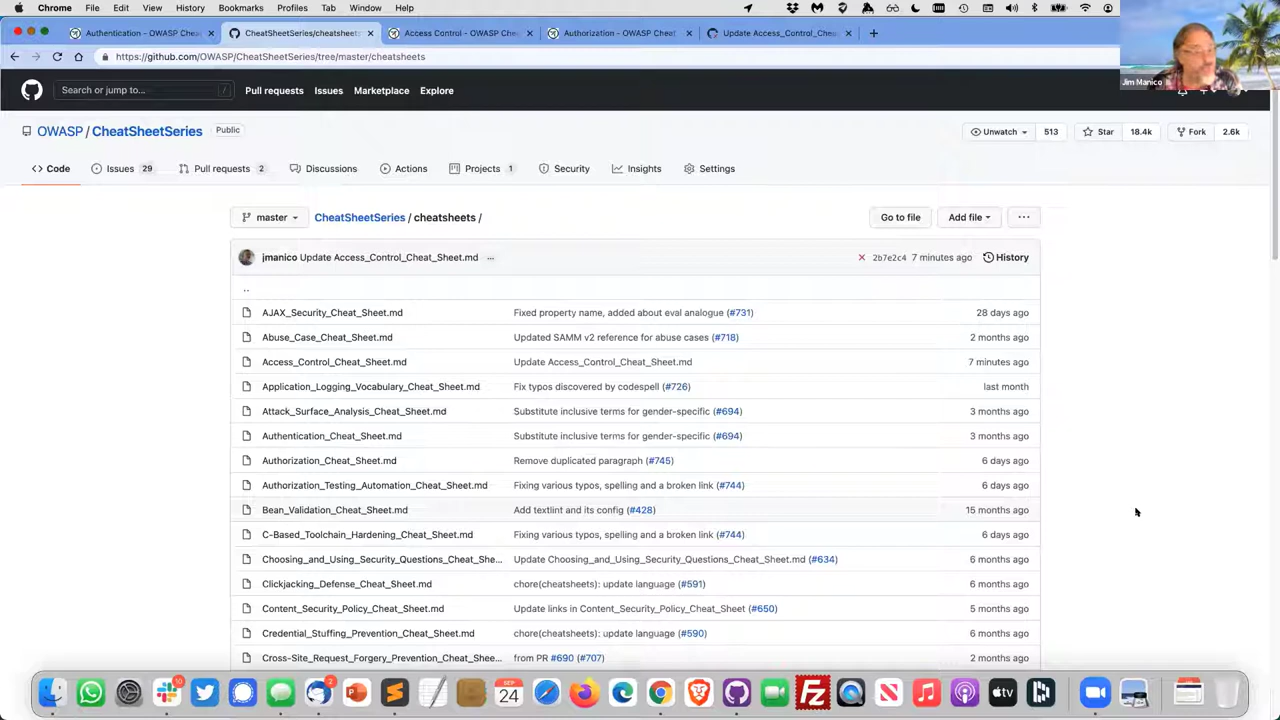 Chrome File Edit View History Bookmarks Profiles Tab Window Help
Authentication - OWASP Cheat
CheatSheetSeries/cheatsheets
Access Control - OWASP Cheat S
Authorization - OWASP Cheat S
Update Access_Control_Cheat
https://github.com/OWASP/CheatSheetSeries/tree/master/cheatsheets
Jim Manico
Search or jump to... /
Pull requests Issues Marketplace Explore
OWASP / CheatSheetSeries Public
Unwatch 513 Star 18.4k Fork 2.6k
<> Code Issues 29 Pull requests 2 Discussions Actions Projects 1 Security Insights Settings
master CheatSheetSeries / cheatsheets / Go to file Add file ...
jmanico Update Access_Control_Cheat_Sheet.md ... 2b7e2c4 7 minutes ago History
..
AJAX_Security_Cheat_Sheet.md Fixed property name, added about eval analogue (#731) 28 days ago
Abuse_Case_Cheat_Sheet.md Updated SAMM v2 reference for abuse cases (#718) 2 months ago
Access_Control_Cheat_Sheet.md Update Access_Control_Cheat_Sheet.md 7 minutes ago
Application_Logging_Vocabulary_Cheat_Sheet.md Fix typos discovered by codespell (#726) last month
Attack_Surface_Analysis_Cheat_Sheet.md Substitute inclusive terms for gender-specific (#694) 3 months ago
Authentication_Cheat_Sheet.md Substitute inclusive terms for gender-specific (#694) 3 months ago
Authorization_Cheat_Sheet.md Remove duplicated paragraph (#745) 6 days ago
Authorization_Testing_Automation_Cheat_Sheet.md Fixing various typos, spelling and a broken link (#744) 6 days ago
Bean_Validation_Cheat_Sheet.md Add textlint and its config (#428) 15 months ago
C-Based_Toolchain_Hardening_Cheat_Sheet.md Fixing various typos, spelling and a broken link (#744) 6 days ago
Choosing_and_Using_Security_Questions_Cheat_She... Update Choosing_and_Using_Security_Questions_Cheat_Sheet.md (#634) 6 months ago
Clickjacking_Defense_Cheat_Sheet.md chore(cheatsheets): update language (#591) 6 months ago
Content_Security_Policy_Cheat_Sheet.md Update links in Content_Security_Policy_Cheat_Sheet (#650) 5 months ago
Credential_Stuffing_Prevention_Cheat_Sheet.md chore(cheatsheets): update language (#590) 6 months ago
Cross-Site_Request_Forgery_Prevention_Cheat_Shee... from PR #690 (#707) 2 months ago
SEP
24
tv